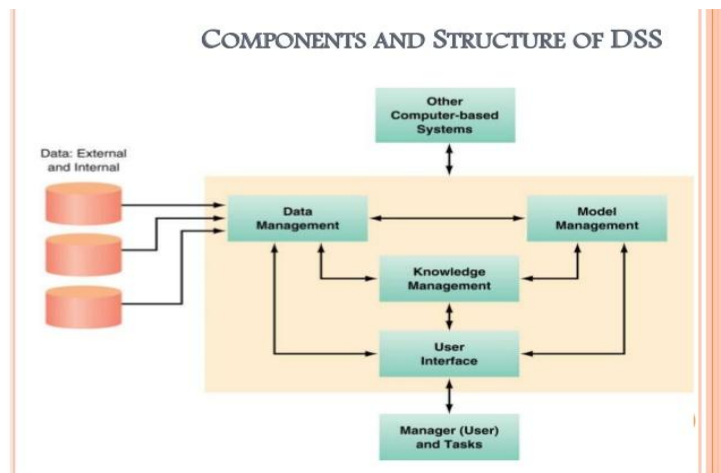 COMPONENTS AND STRUCTURE OF DSS
Other
Computer-based
Systems
Data: External
and Internal
Data
Management
Model
Management
Knowledge
Management
User
Interface
Manager (User)
and Tasks